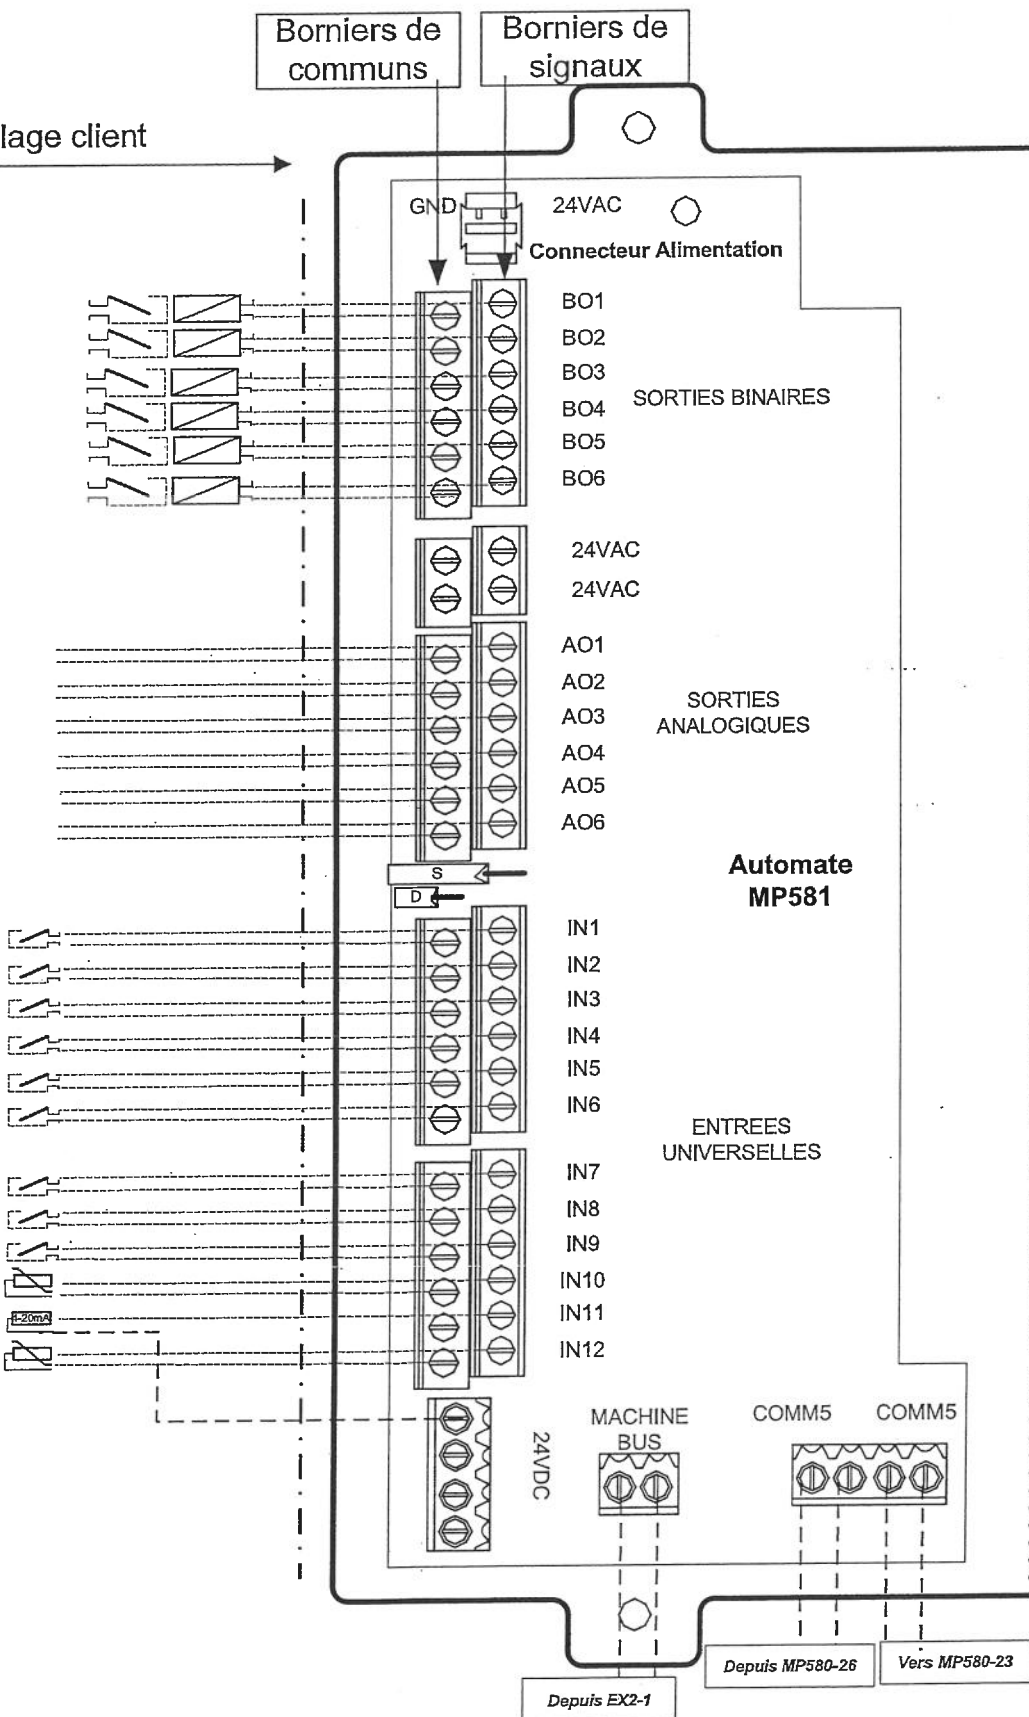 Borniers de
communs
Borniers de
signaux
lage client
GND
24VAC
Connecteur Alimentation
BO1
BO2
BO3
BO4
BO5
BO6
SORTIES BINAIRES
24VAC
24VAC
AO1
AO2
AO3
AO4
AO5
AO6
SORTIES
ANALOGIQUES
S
D
Automate
MP581
IN1
IN2
IN3
IN4
IN5
IN6
ENTREES
UNIVERSELLES
IN7
IN8
IN9
IN10
IN11
IN12
-20mA
24VDC
MACHINE
BUS
COMM5
COMM5
Depuis EX2-1
Depuis MP580-26
Vers MP580-23